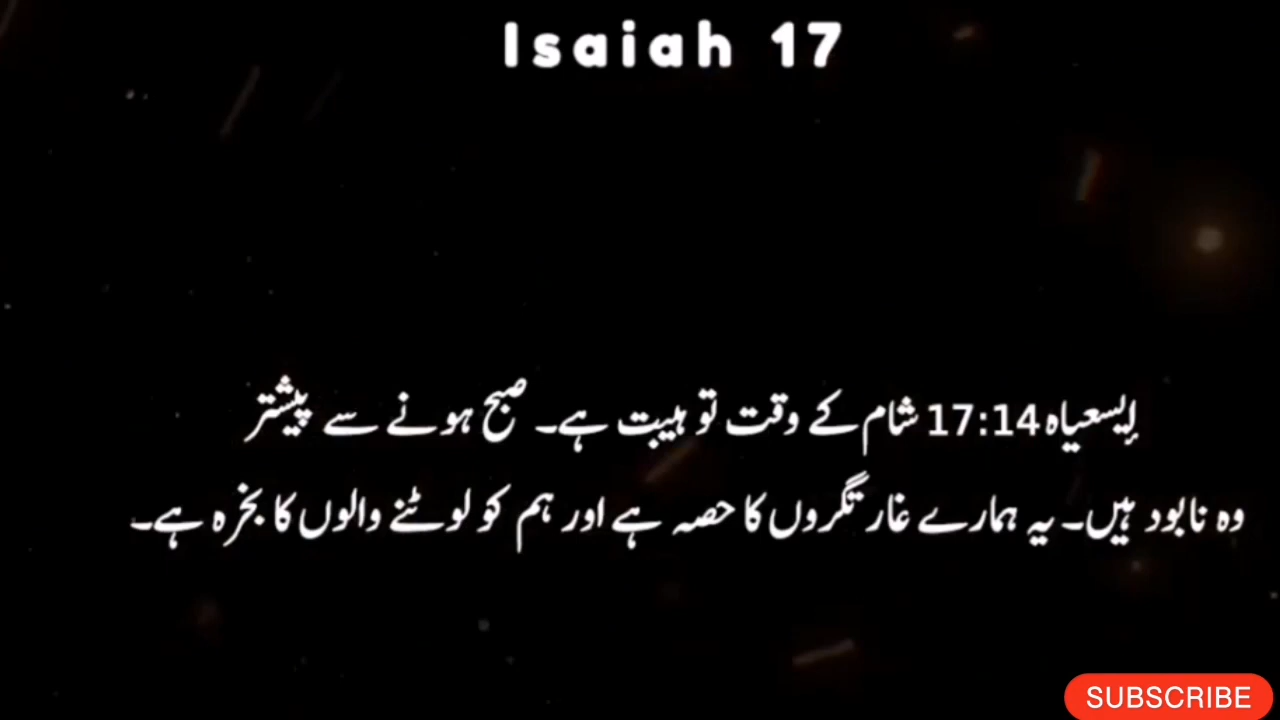 Isaiah 17
یسعیاہ 17:14 شام کے وقت تو ہیبت ہے۔ صبح ہونے سے پیشتر
وہ نابود ہیں۔ یہ ہمارے غارتگروں کا حصہ ہے اور ہم کو لوٹنے والوں کا بخرہ ہے۔
SUBSCRIBE